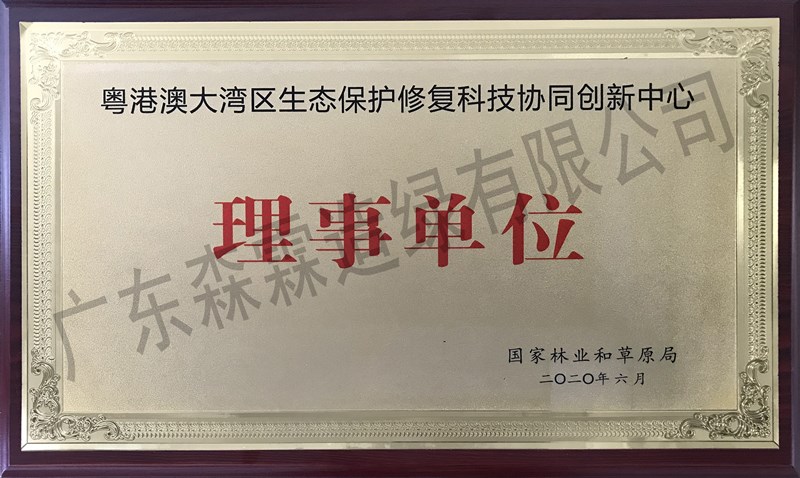 粤港澳大湾区生态保护修复科技协同创新中心
理事单位
国家林业和草原局
二〇二〇年六月
广东森霖造绿有限公司